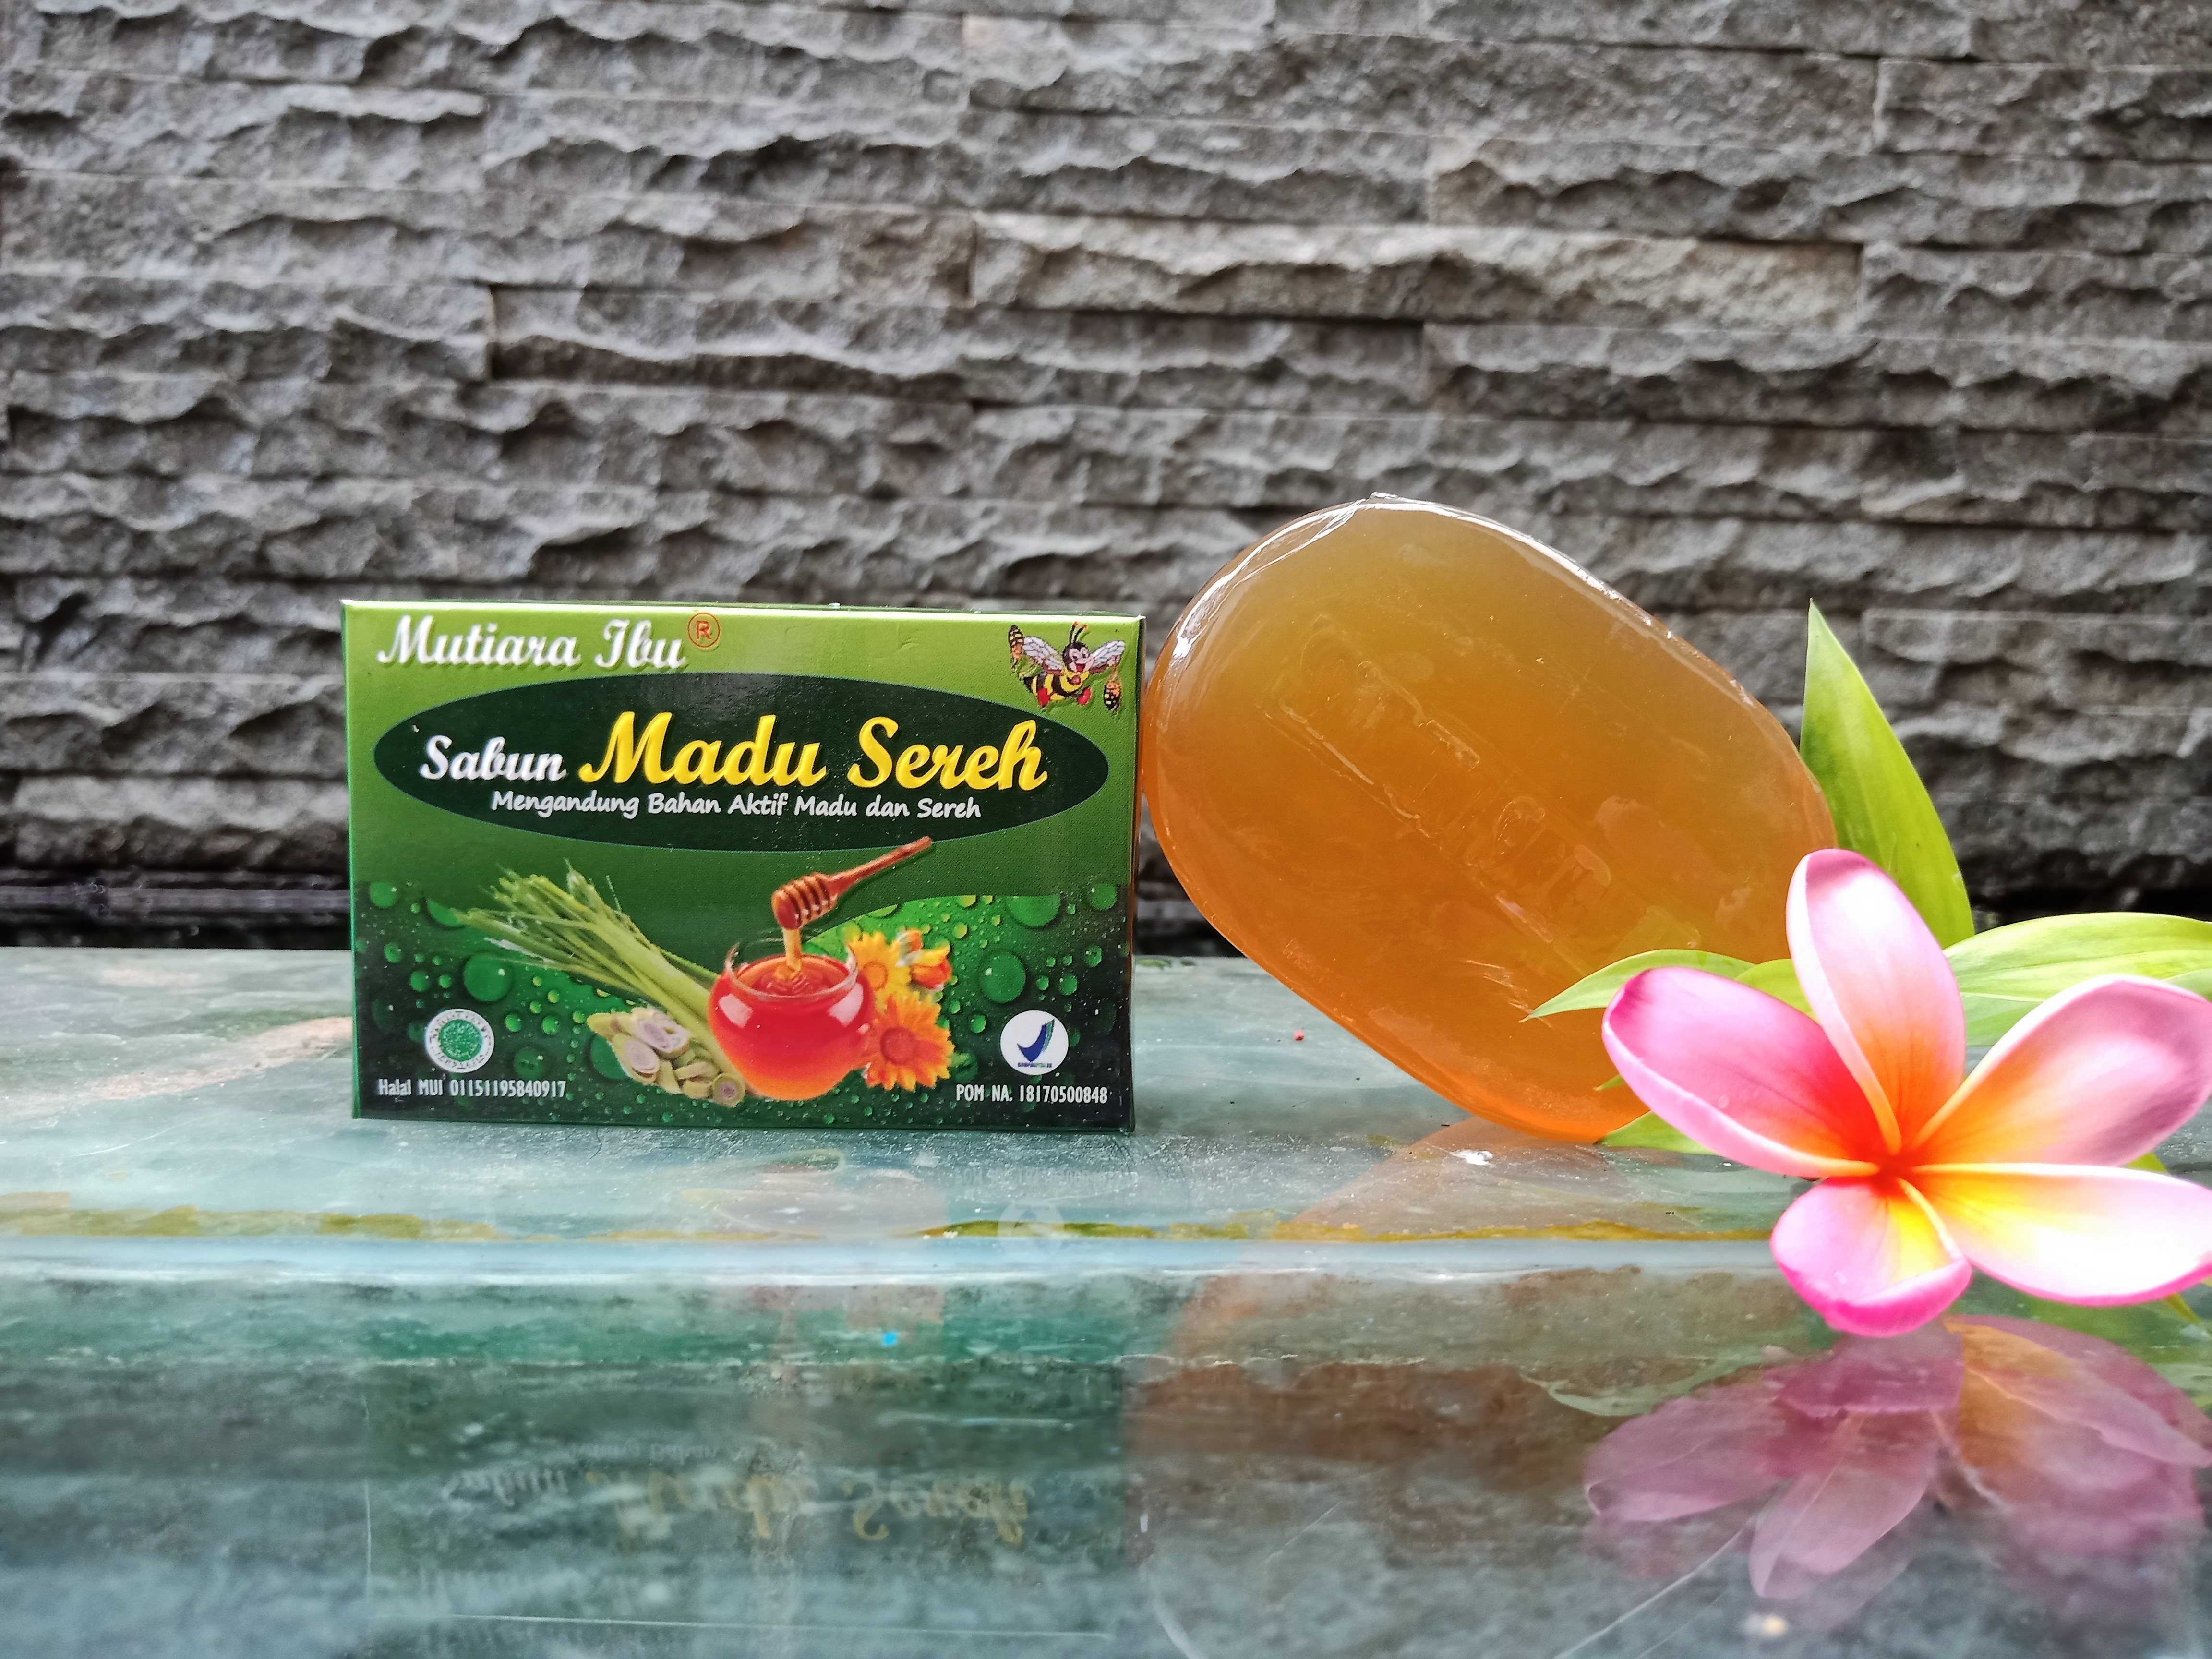 Mutiara Ibu®
Sabun Madu Sereh
Mengandung Bahan Aktif Madu dan Sereh
Halal MUI 01151195840917
POM NA. 18170500848